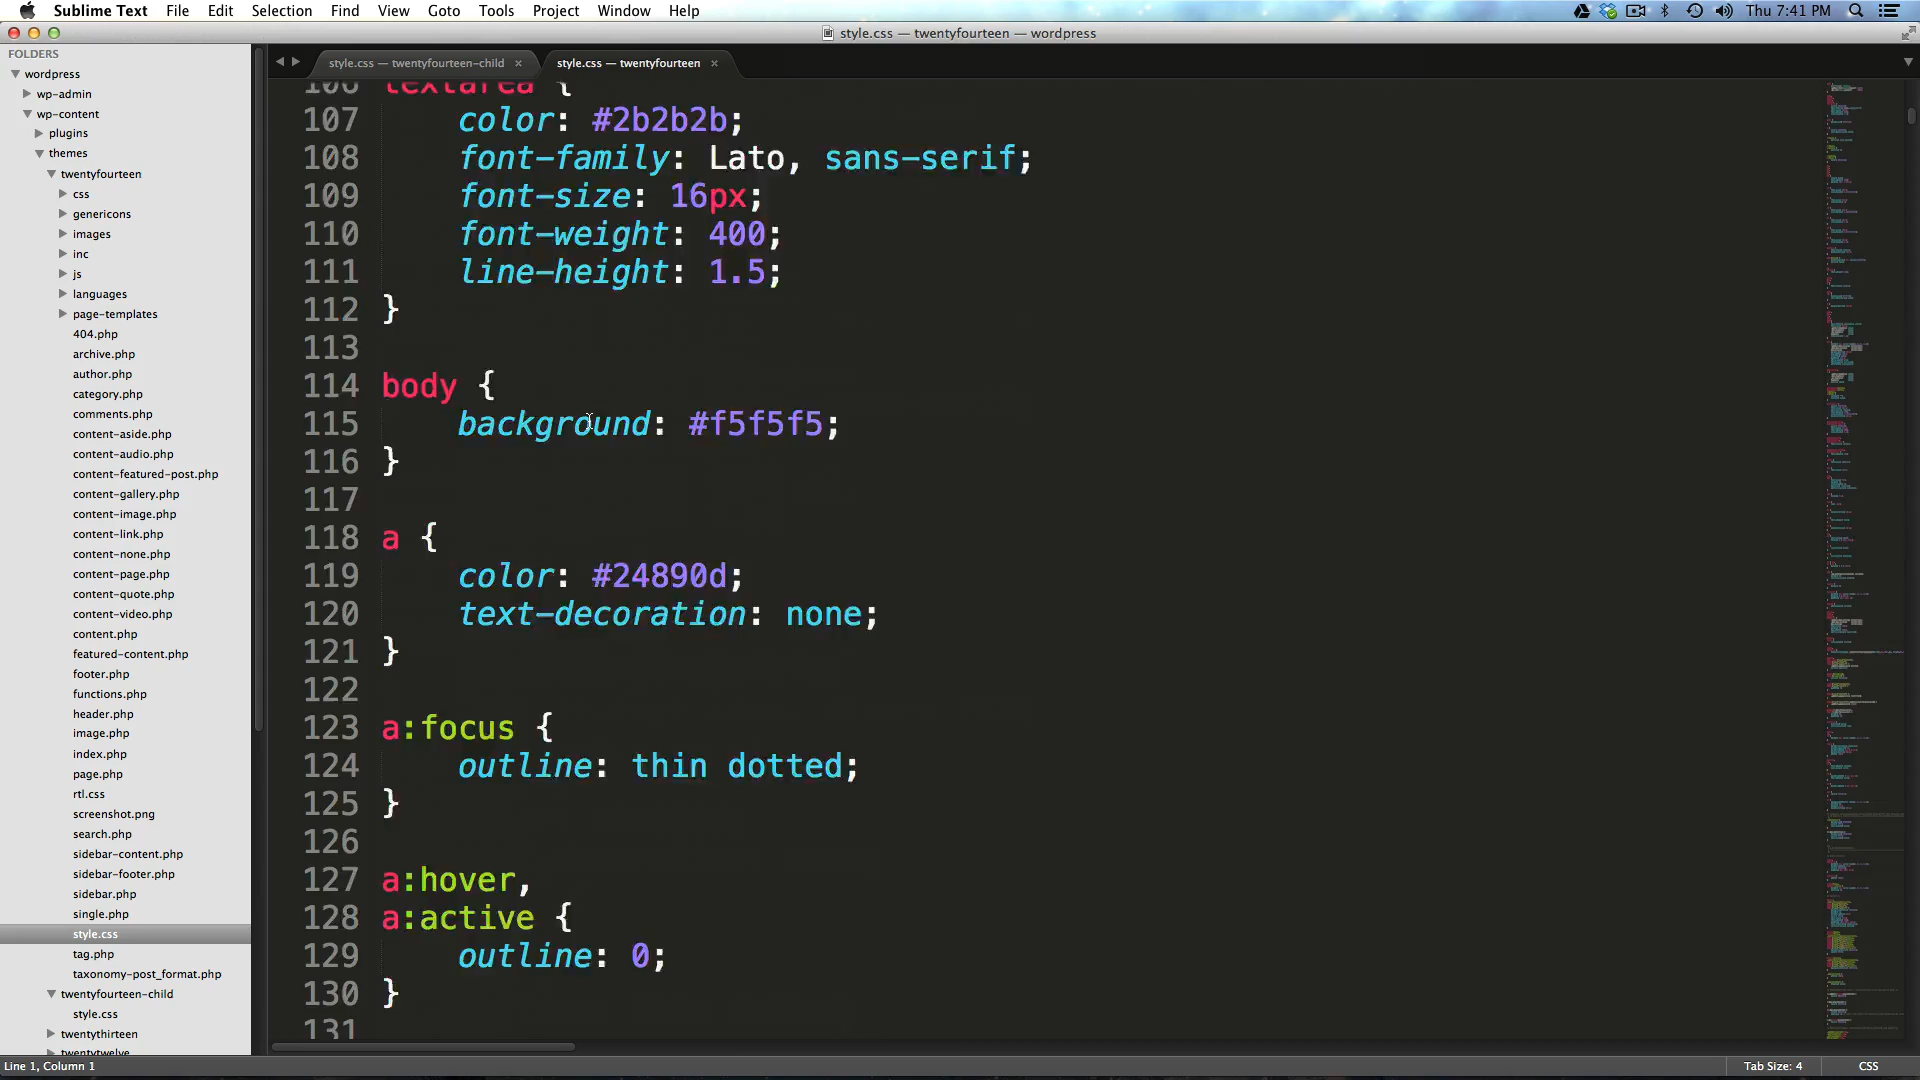 Sublime Text File Edit Selection Find View Goto Tools Project Window Help Thu 7:41 PM
style.css — twentyfourteen — wordpress
FOLDERS
wordpress
wp-admin
wp-content
plugins
themes
twentyfourteen
css
genericons
images
inc
js
languages
page-templates
404.php
archive.php
author.php
category.php
comments.php
content-aside.php
content-audio.php
content-featured-post.php
content-gallery.php
content-image.php
content-link.php
content-none.php
content-page.php
content-quote.php
content-video.php
content.php
featured-content.php
footer.php
functions.php
header.php
image.php
index.php
page.php
rtl.css
screenshot.png
search.php
sidebar-content.php
sidebar-footer.php
sidebar.php
single.php
style.css
tag.php
taxonomy-post_format.php
twentyfourteen-child
style.css
twentythirteen
twentytwelve
style.css — twentyfourteen-child × style.css — twentyfourteen ×
106 textarea {
107 color: #2b2b2b;
108 font-family: Lato, sans-serif;
109 font-size: 16px;
110 font-weight: 400;
111 line-height: 1.5;
112 }
113
114 body {
115 background: #f5f5f5;
116 }
117
118 a {
119 color: #24890d;
120 text-decoration: none;
121 }
122
123 a:focus {
124 outline: thin dotted;
125 }
126
127 a:hover,
128 a:active {
129 outline: 0;
130 }
131
Line 1, Column 1 Tab Size: 4 CSS